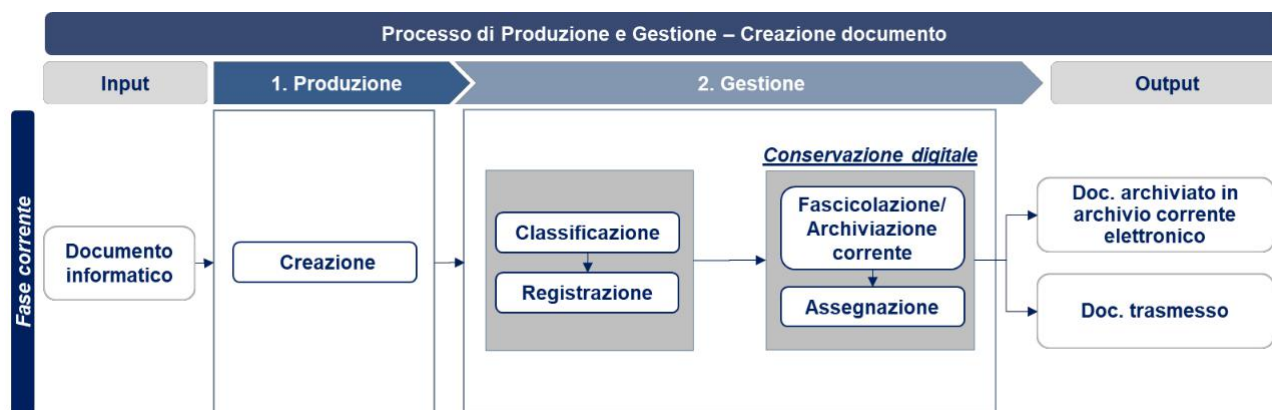 Processo di Produzione e Gestione – Creazione documento
Input
1. Produzione
2. Gestione
Output
Fase corrente
Documento
informatico
Creazione
Classificazione
Registrazione
Conservazione digitale
Fascicolazione/
Archiviazione
corrente
Assegnazione
Doc. archiviato in
archivio corrente
elettronico
Doc. trasmesso